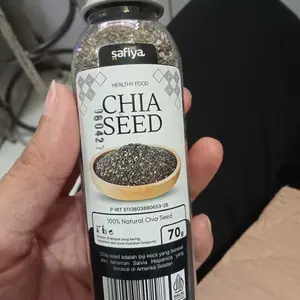 safiya
HEALTHY FOOD
CHIA
SEED
P-IRT 5113603680653-28
100% Natural Chia Seed
70g
Chia seed adalah biji kecil yang berasal
dari tanaman Salvia Hispanica yang
berasal di Amerika Selatan